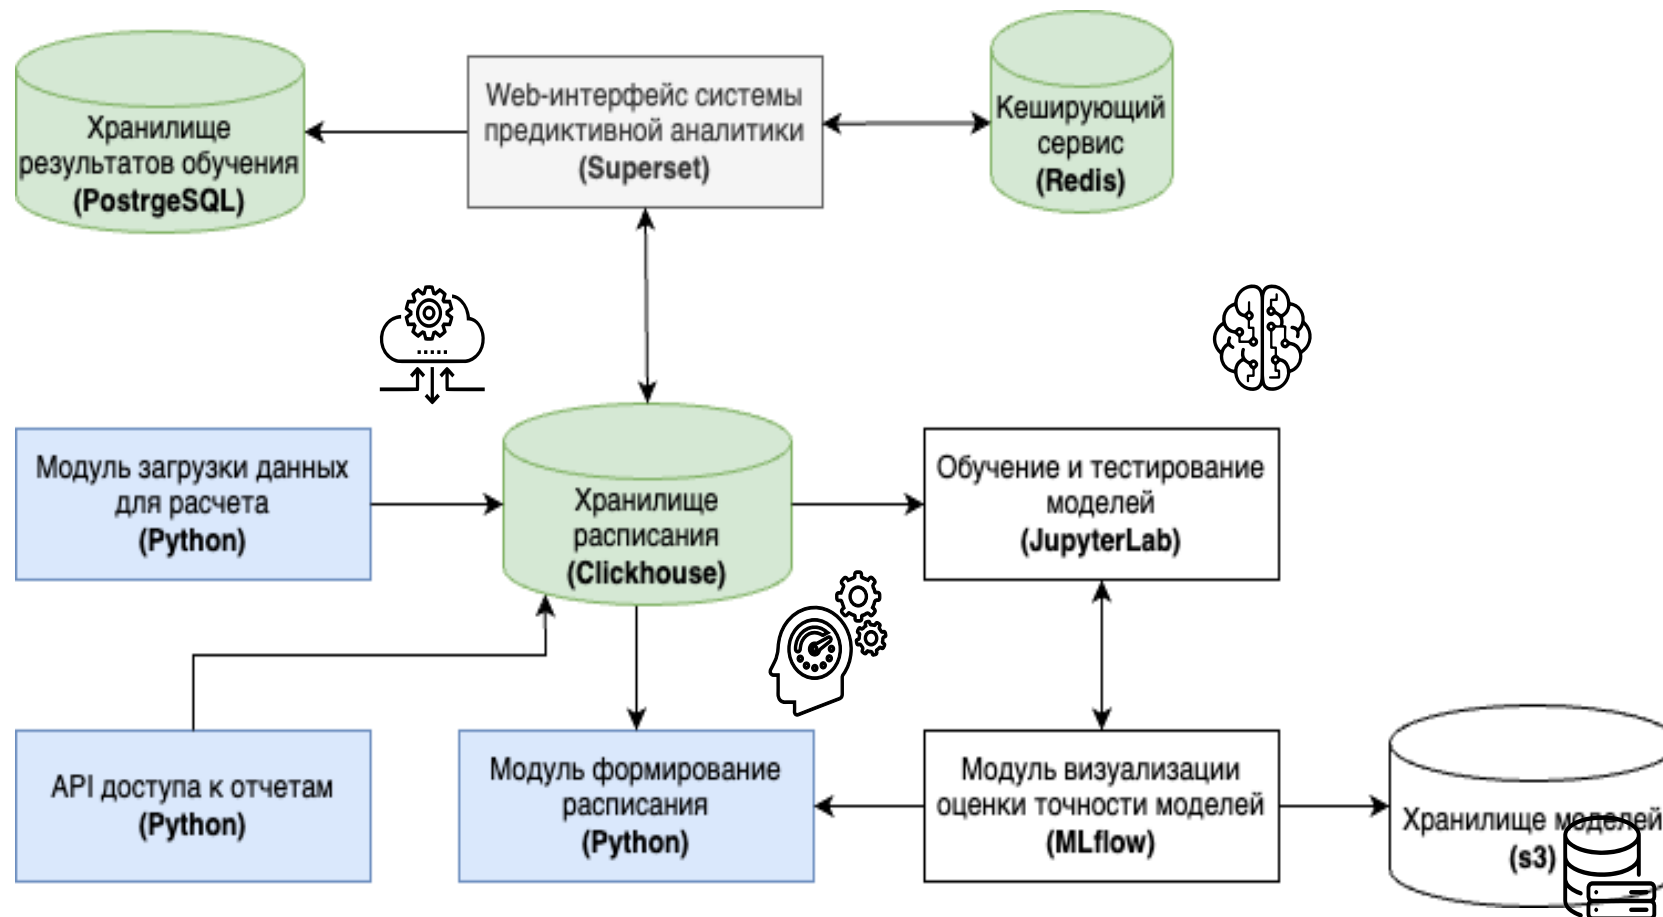 Хранилище
результатов обучения
(PostrgeSQL)
Web-интерфейс системы
предиктивной аналитики
(Superset)
Кеширующий
сервис
(Redis)
Модуль загрузки данных
для расчета
(Python)
Хранилище
расписания
(Clickhouse)
Обучение и тестирование
моделей
(JupyterLab)
API доступа к отчетам
(Python)
Модуль формирование
расписания
(Python)
Модуль визуализации
оценки точности моделей
(MLflow)
Хранилище моделей
(s3)